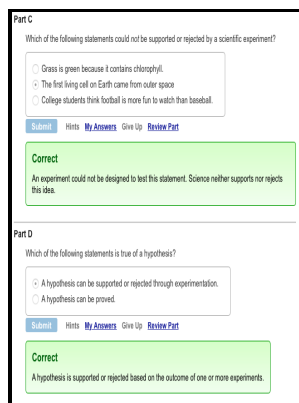 Part C
Which of the following statements could not be supported or rejected by a scientific experiment?
Grass is green because it contains chlorophyll.
The first living cell on Earth came from outer space
College students think football is more fun to watch than baseball.
Submit Hints My Answers Give Up Review Part
Correct
An experiment could not be designed to test this statement. Science neither supports nor rejects
this idea.
Part D
Which of the following statements is true of a hypothesis?
A hypothesis can be supported or rejected through experimentation.
A hypothesis can be proved.
Submit Hints My Answers Give Up Review Part
Correct
A hypothesis is supported or rejected based on the outcome of one or more experiments.